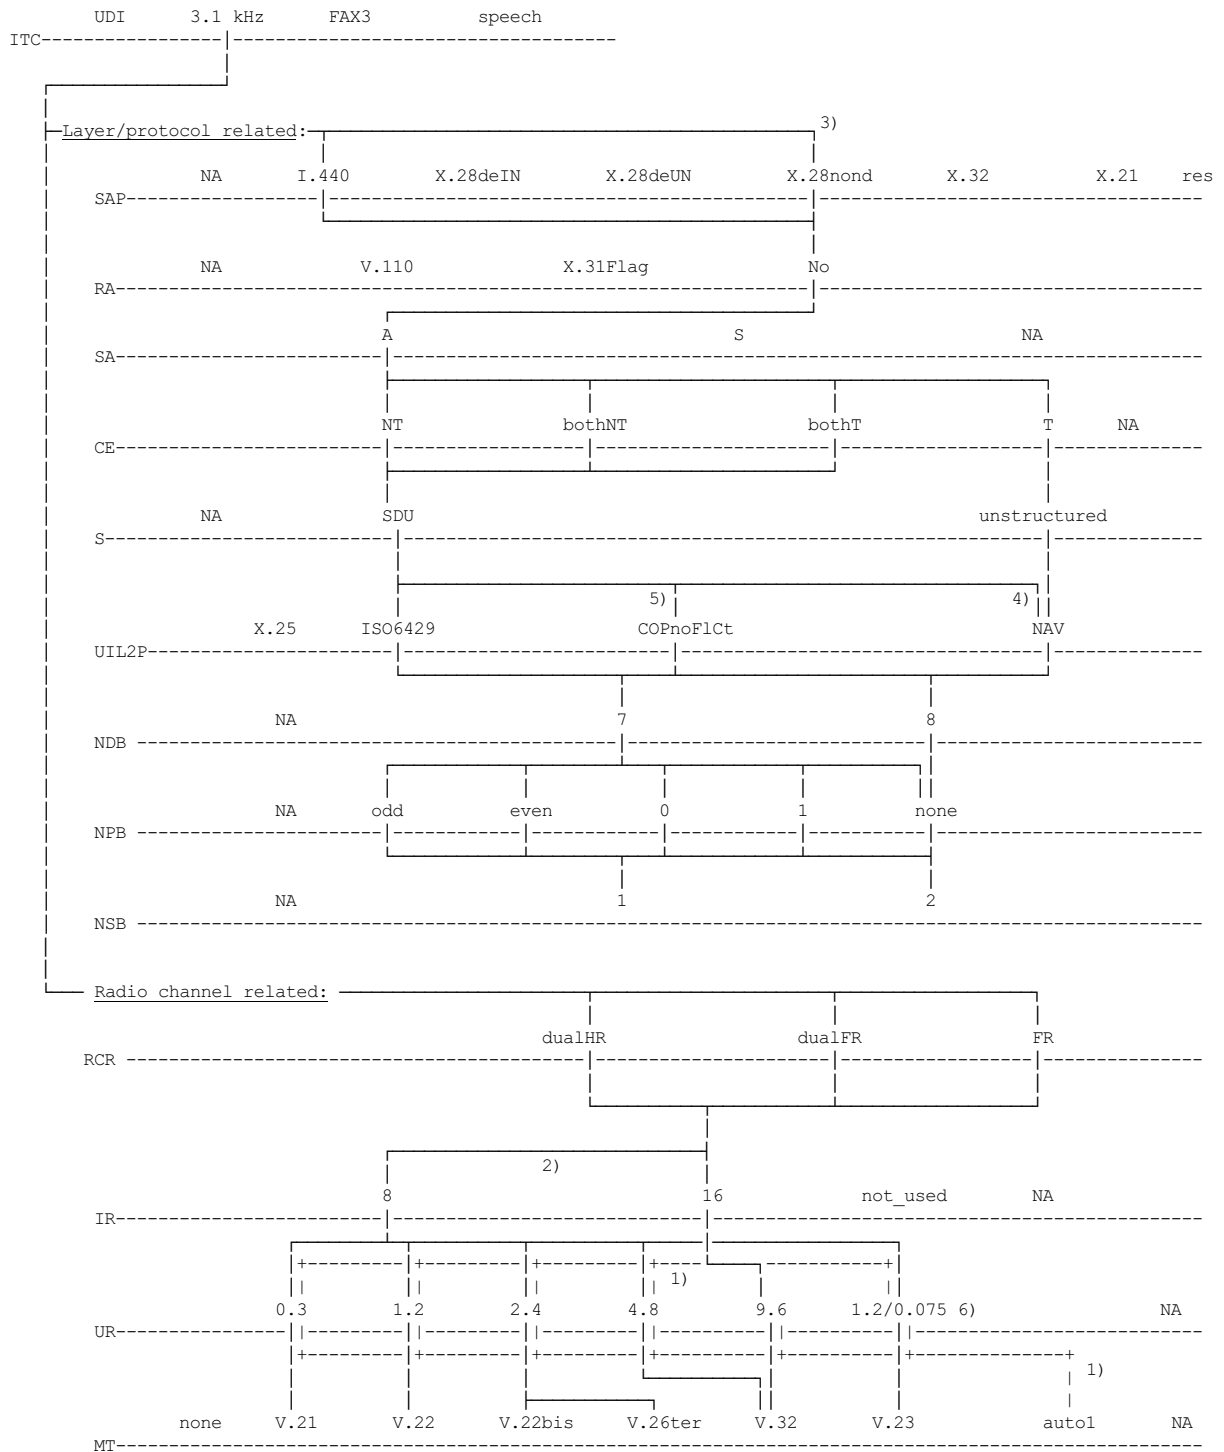 UDI 3.1 kHz FAX3 speech
ITC
Layer/protocol related: 3)
NA I.440 X.28deIN X.28deUN X.28nond X.32 X.21 res
SAP
NA V.110 X.31Flag No
RA
A S NA
SA
NT bothNT bothT T NA
CE
NA SDU unstructured
S
5) 4)
X.25 ISO6429 COPnoFlCt NAV
UIL2P
NA 7 8
NDB
NA odd even 0 1 none
NPB
NA 1 2
NSB
Radio channel related:
dualHR dualFR FR
RCR
2)
8 16 not_used NA
IR
1)
0.3 1.2 2.4 4.8 9.6 1.2/0.075 6) NA
UR
1)
none V.21 V.22 V.22bis V.26ter V.32 V.23 auto1 NA
MT